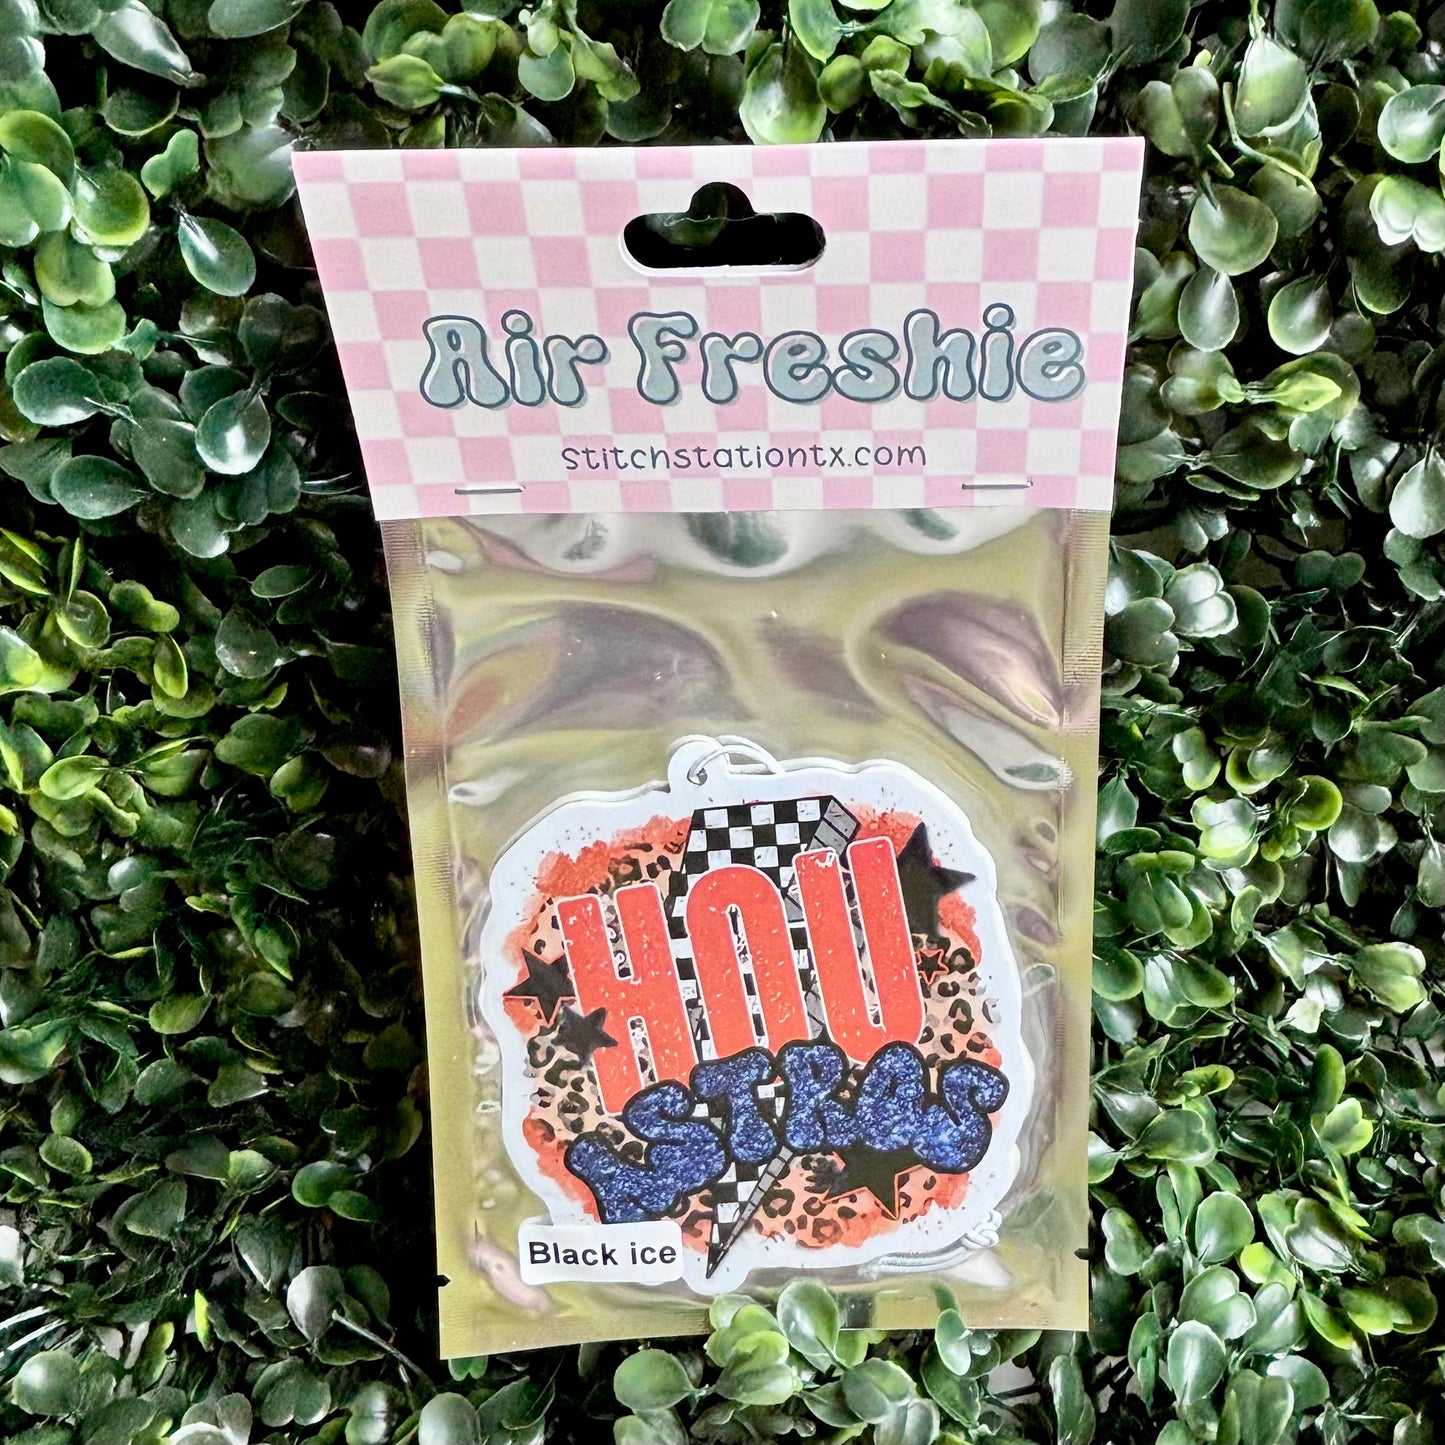 Air Freshie
stitchstationtx.com
HOU
STROS
Black ice